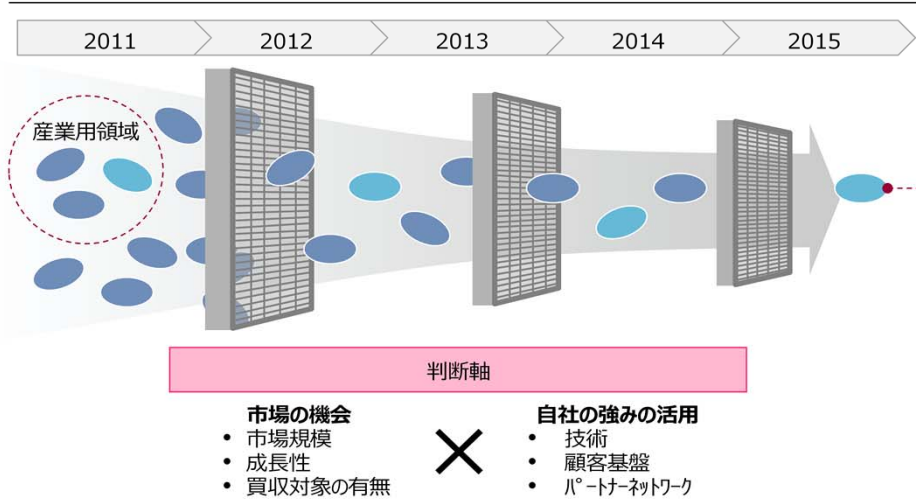 2011
2012
2013
2014
2015
産業用領域
判断軸
市場の機会
• 市場規模
• 成長性
• 買収対象の有無
×
自社の強みの活用
• 技術
• 顧客基盤
• パートナーネットワーク